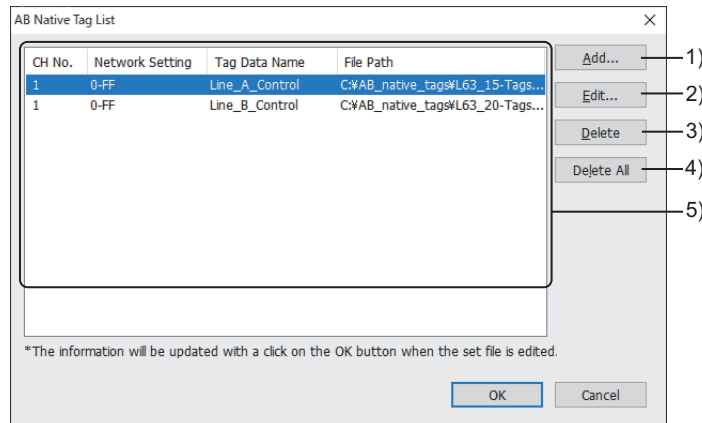 AB Native Tag List
CH No. Network Setting Tag Data Name File Path
1 0-FF Line_A_Control C:¥AB_native_tags¥L63_15-Tags...
1 0-FF Line_B_Control C:¥AB_native_tags¥L63_20-Tags...
Add... 1)
Edit... 2)
Delete 3)
Delete All 4)
5)
*The information will be updated with a click on the OK button when the set file is edited.
OK Cancel